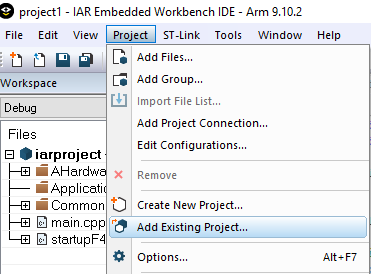 project1 - IAR Embedded Workbench IDE - Arm 9.10.2
File Edit View Project ST-Link Tools Window Help
Workspace
Debug
Files
iarproject
AHardwa
Application
Common
main.cpp
startupF4
Add Files...
Add Group...
Import File List...
Add Project Connection...
Edit Configurations...
Remove
Create New Project...
Add Existing Project...
Options... Alt+F7